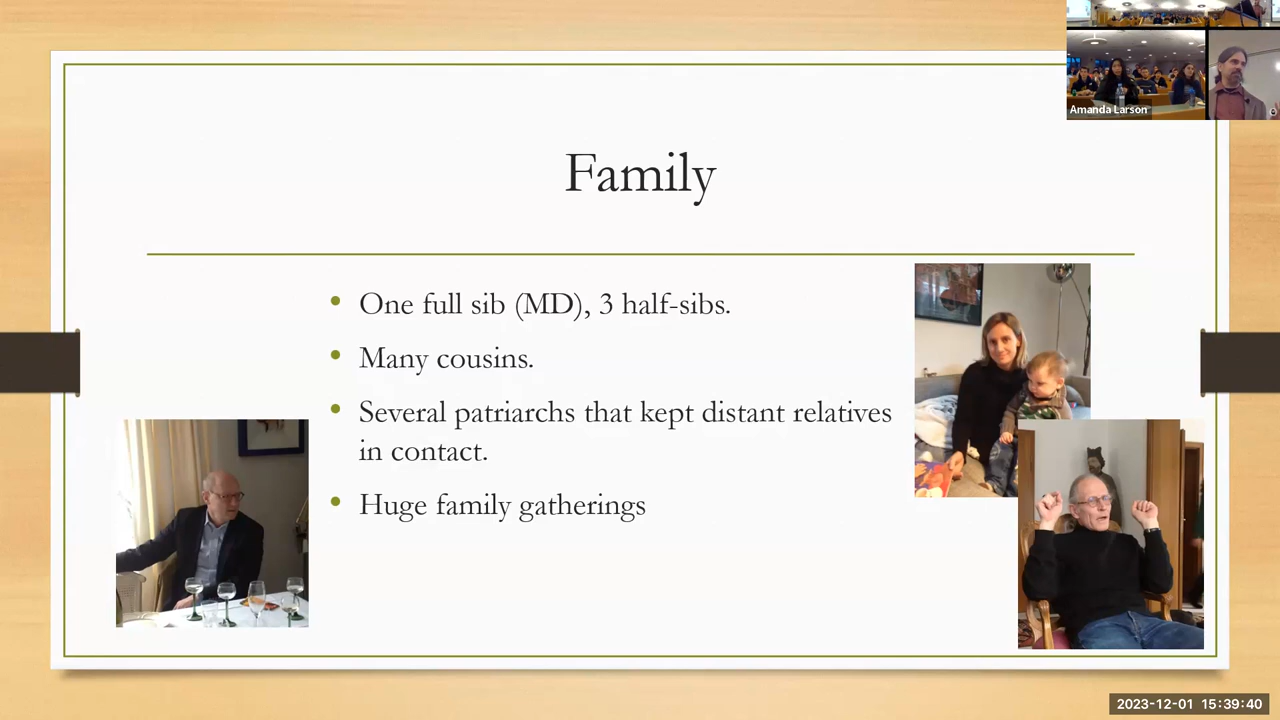 Amanda Larson
Family
• One full sib (MD), 3 half-sibs.
• Many cousins.
• Several patriarchs that kept distant relatives
in contact.
• Huge family gatherings
2023-12-01 15:39:40